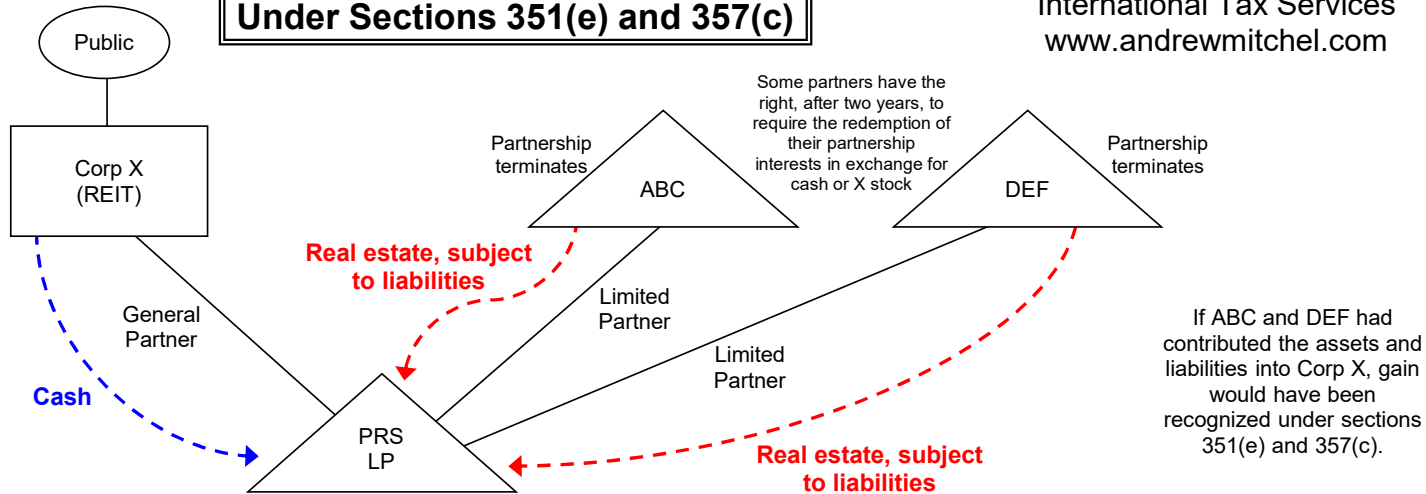 Under Sections 351(e) and 357(c)
International Tax Services
www.andrewmitchel.com
Public
Corp X
(REIT)
Partnership
terminates
ABC
Some partners have the
right, after two years, to
require the redemption of
their partnership
interests in exchange for
cash or X stock
DEF
Partnership
terminates
Real estate, subject
to liabilities
General
Partner
Limited
Partner
Limited
Partner
If ABC and DEF had
contributed the assets and
liabilities into Corp X, gain
would have been
recognized under sections
351(e) and 357(c).
Cash
PRS
LP
Real estate, subject
to liabilities